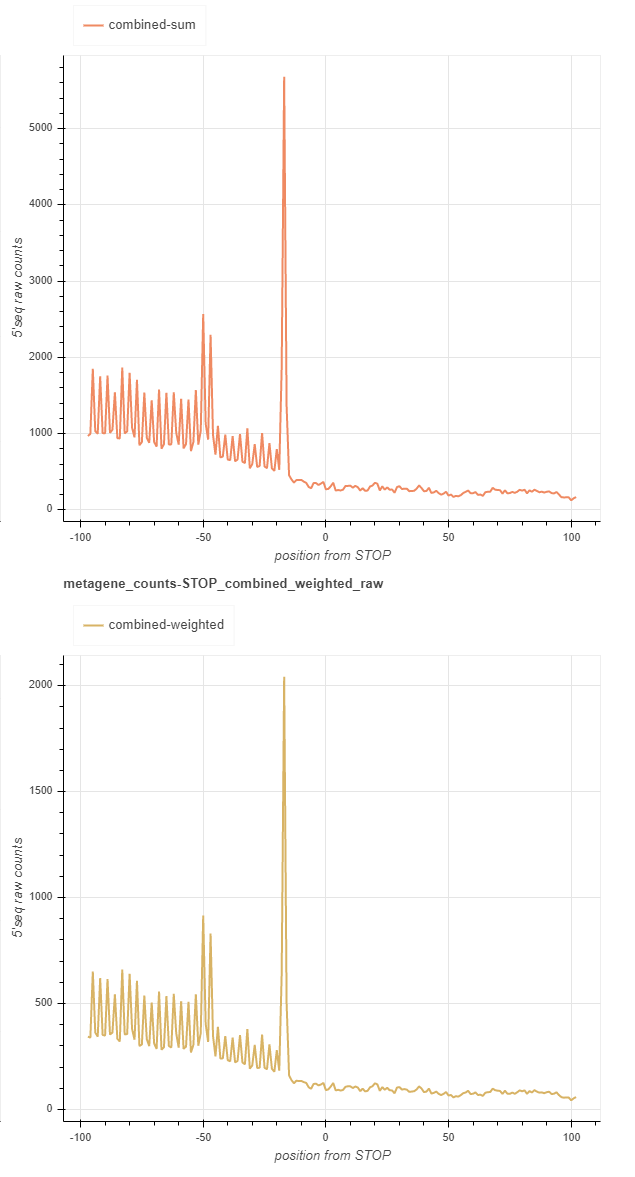 combined-sum
5000
4000
3000
2000
1000
0
5'seq raw counts
-100 -50 0 50 100
position from STOP
metagene_counts-STOP_combined_weighted_raw
combined-weighted
2000
1500
1000
500
0
5'seq raw counts
-100 -50 0 50 100
position from STOP